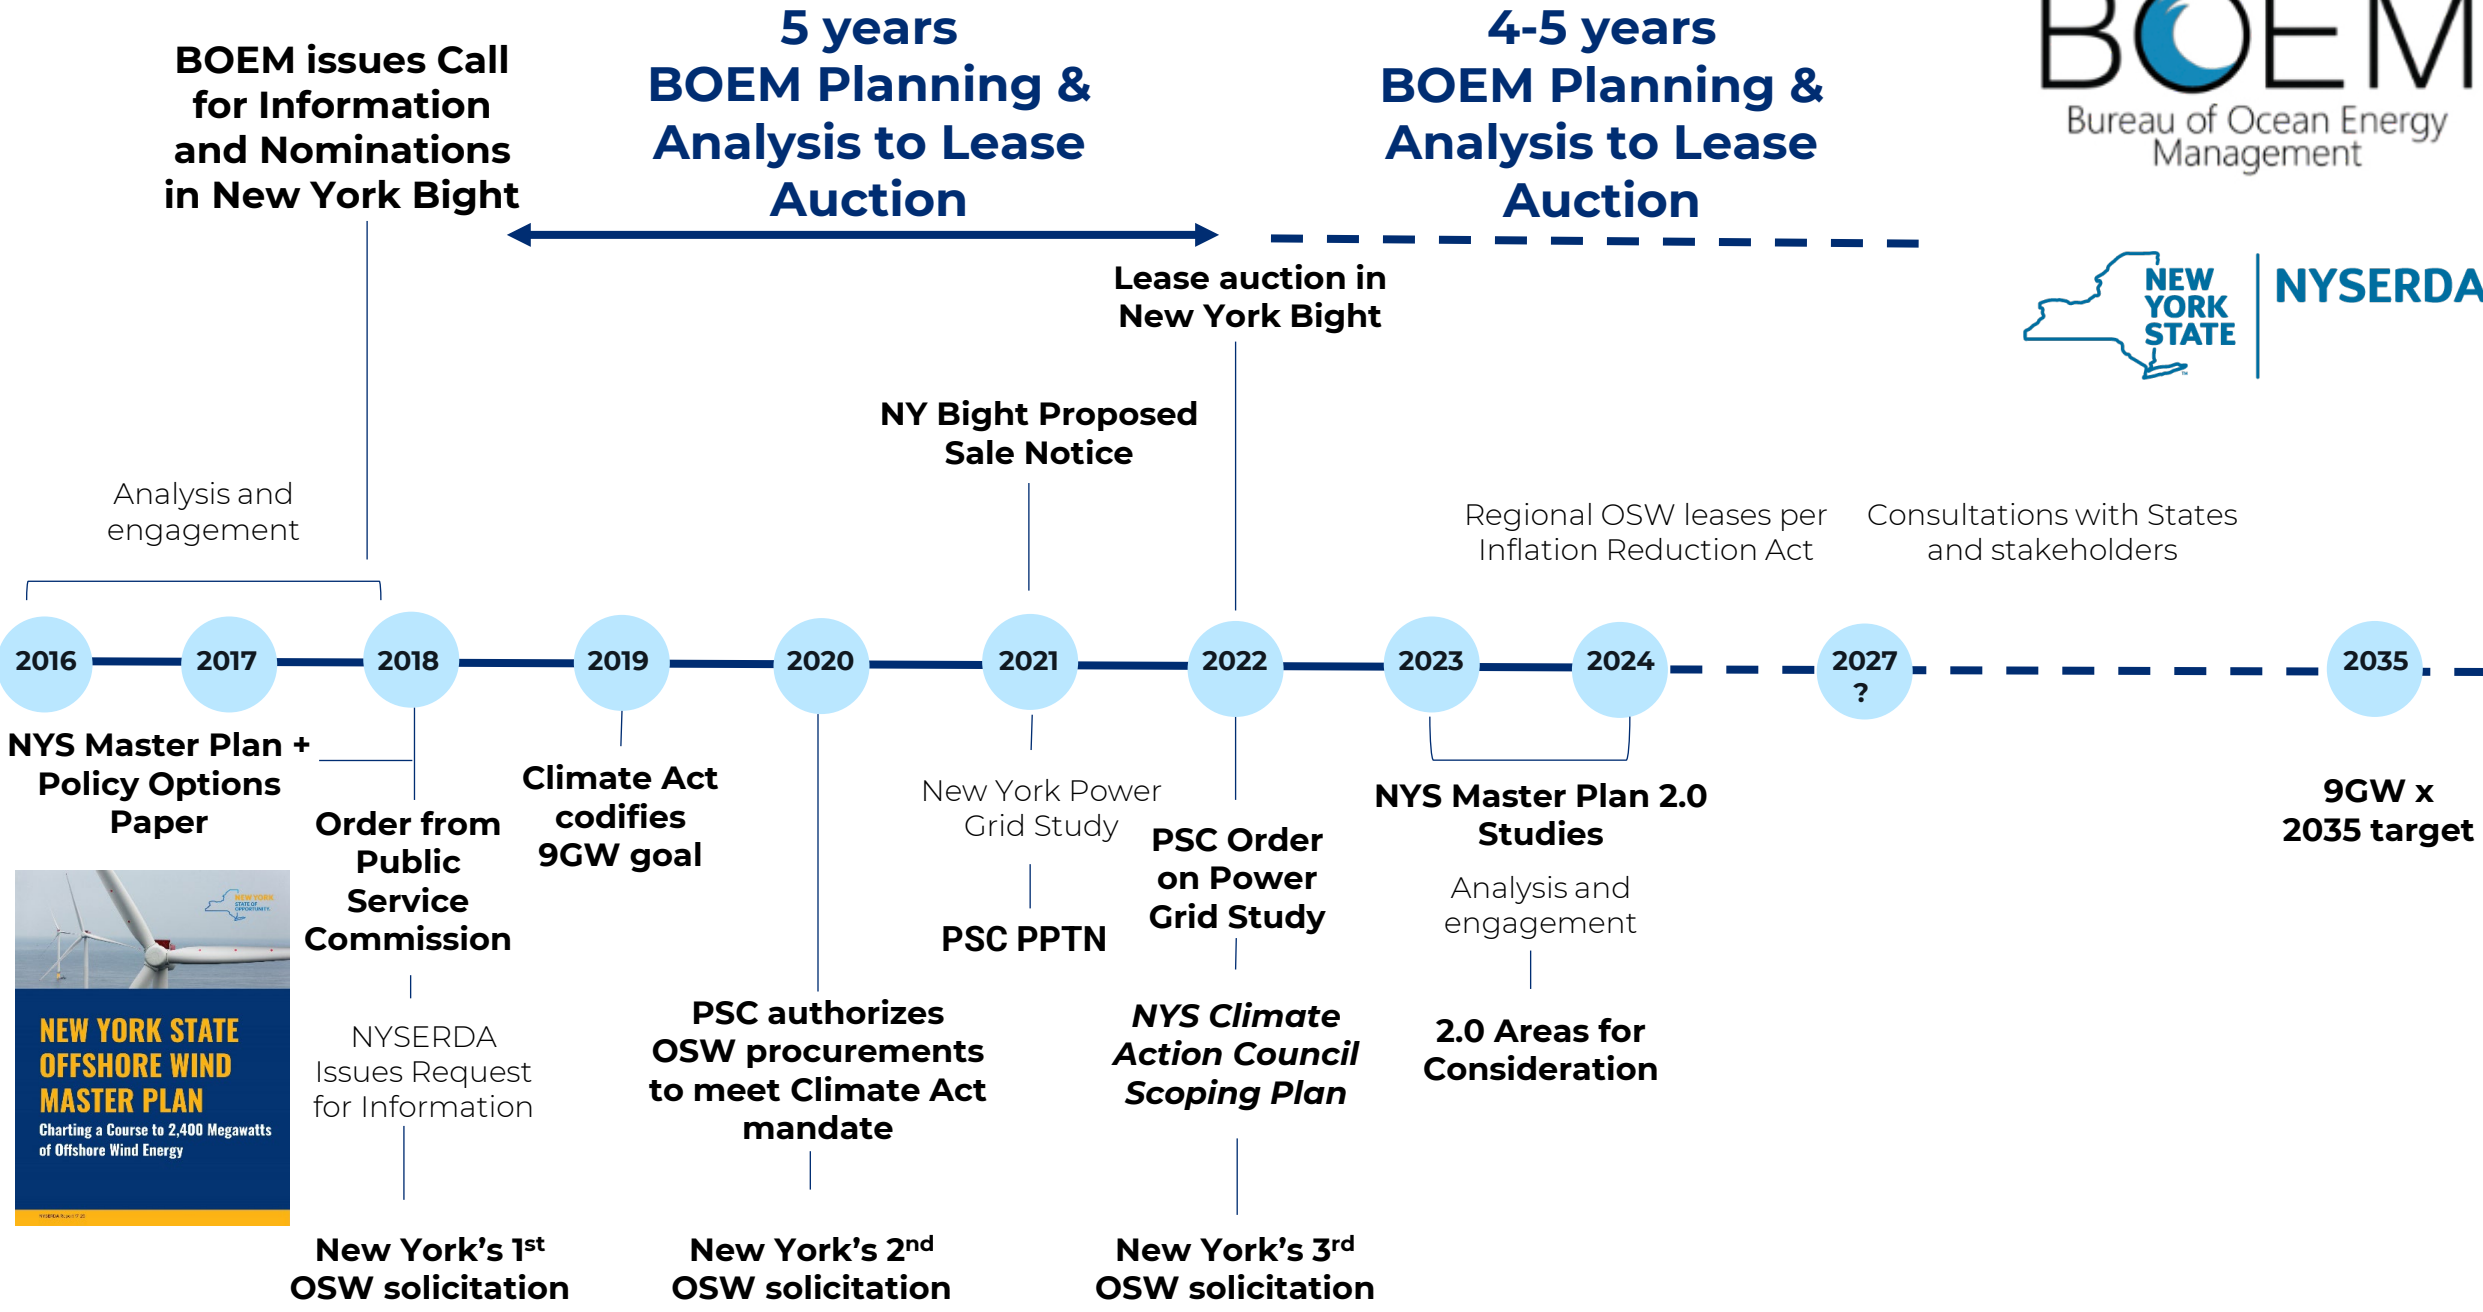 BOEM issues Call
for Information
and Nominations
in New York Bight
5 years
BOEM Planning &
Analysis to Lease
Auction
4-5 years
BOEM Planning &
Analysis to Lease
Auction
BOEM
Bureau of Ocean Energy
Management
NEW
YORK
STATE
NYSERDA
Lease auction in
New York Bight
NY Bight Proposed
Sale Notice
Analysis and
engagement
Regional OSW leases per
Inflation Reduction Act
Consultations with States
and stakeholders
2016
2017
2018
2019
2020
2021
2022
2023
2024
2027
?
2035
NYS Master Plan +
Policy Options
Paper
Order from
Public
Service
Commission
NYSERDA
Issues Request
for Information
New York's 1st
OSW solicitation
Climate Act
codifies
9GW goal
PSC authorizes
OSW procurements
to meet Climate Act
mandate
New York's 2nd
OSW solicitation
New York Power
Grid Study
PSC PPTN
PSC Order
on Power
Grid Study
NYS Climate
Action Council
Scoping Plan
New York's 3rd
OSW solicitation
NYS Master Plan 2.0
Studies
Analysis and
engagement
2.0 Areas for
Consideration
9GW x
2035 target
NEW YORK
STATE OF
OPPORTUNITY
NEW YORK STATE
OFFSHORE WIND
MASTER PLAN
Charting a Course to 2,400 Megawatts
of Offshore Wind Energy